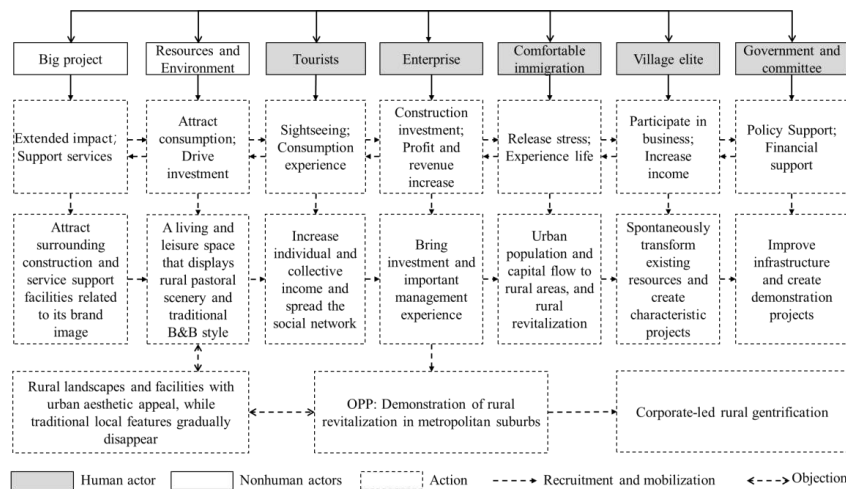 Big project
Resources and
Environment
Tourists
Enterprise
Comfortable
immigration
Village elite
Government and
committee
Extended impact;
Support services
Attract
consumption;
Drive
investment
Sightseeing;
Consumption
experience
Construction
investment;
Profit and
revenue
increase
Release stress;
Experience life
Participate in
business;
Increase
income
Policy Support;
Financial
support
Attract
surrounding
construction and
service support
facilities related
to its brand
image
A living and
leisure space
that displays
rural pastoral
scenery and
traditional
B&B style
Increase
individual and
collective
income and
spread the
social network
Bring
investment and
important
management
experience
Urban
population and
capital flow to
rural areas, and
rural
revitalization
Spontaneously
transform
existing
resources and
create
characteristic
projects
Improve
infrastructure
and create
demonstration
projects
Rural landscapes and facilities with
urban aesthetic appeal, while
traditional local features gradually
disappear
OPP: Demonstration of rural
revitalization in metropolitan suburbs
Corporate-led rural gentrification
Human actor
Nonhuman actors
Action
Recruitment and mobilization
Objection